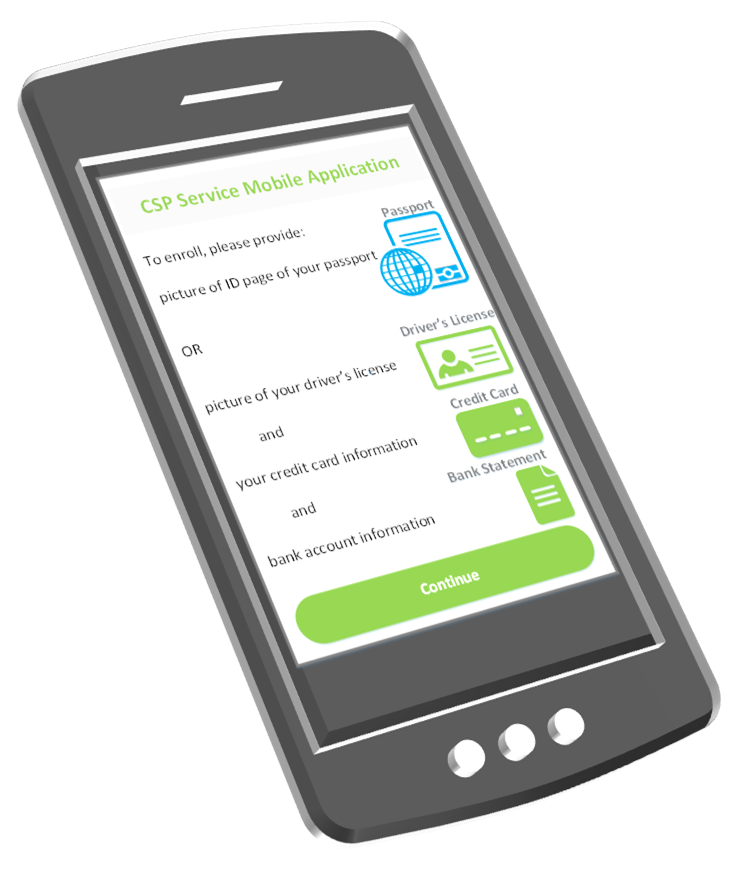 CSP Service Mobile Application
To enroll, please provide:
Passport
picture of ID page of your passport
OR
Driver's License
picture of your driver's license
and
Credit Card
your credit card information
and
Bank Statement
bank account information
Continue